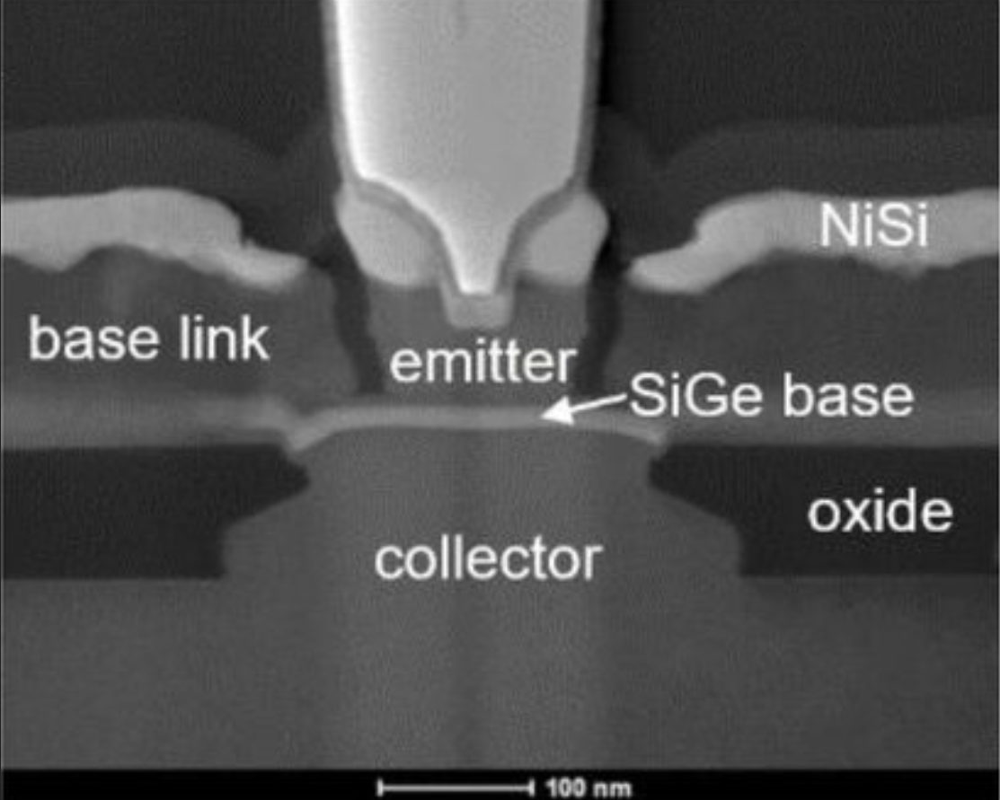 NiSi
base link
emitter
SiGe base
oxide
collector
100 nm